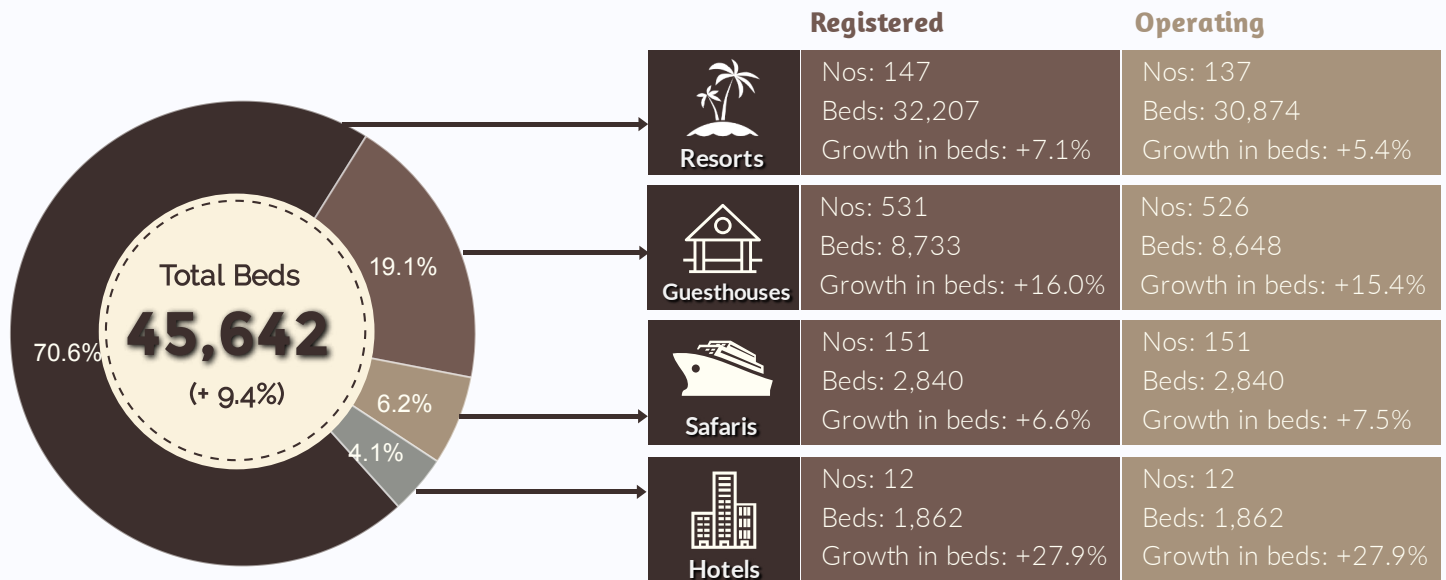 Registered
Operating
Nos: 147
Beds: 32,207
Growth in beds: +7.1%
Nos: 137
Beds: 30,874
Growth in beds: +5.4%
Resorts
Nos: 531
Beds: 8,733
Growth in beds: +16.0%
Nos: 526
Beds: 8,648
Growth in beds: +15.4%
Guesthouses
Nos: 151
Beds: 2,840
Growth in beds: +6.6%
Nos: 151
Beds: 2,840
Growth in beds: +7.5%
Safaris
Nos: 12
Beds: 1,862
Growth in beds: +27.9%
Nos: 12
Beds: 1,862
Growth in beds: +27.9%
Hotels
Total Beds
45,642
(+ 9.4%)
70.6%
19.1%
6.2%
4.1%